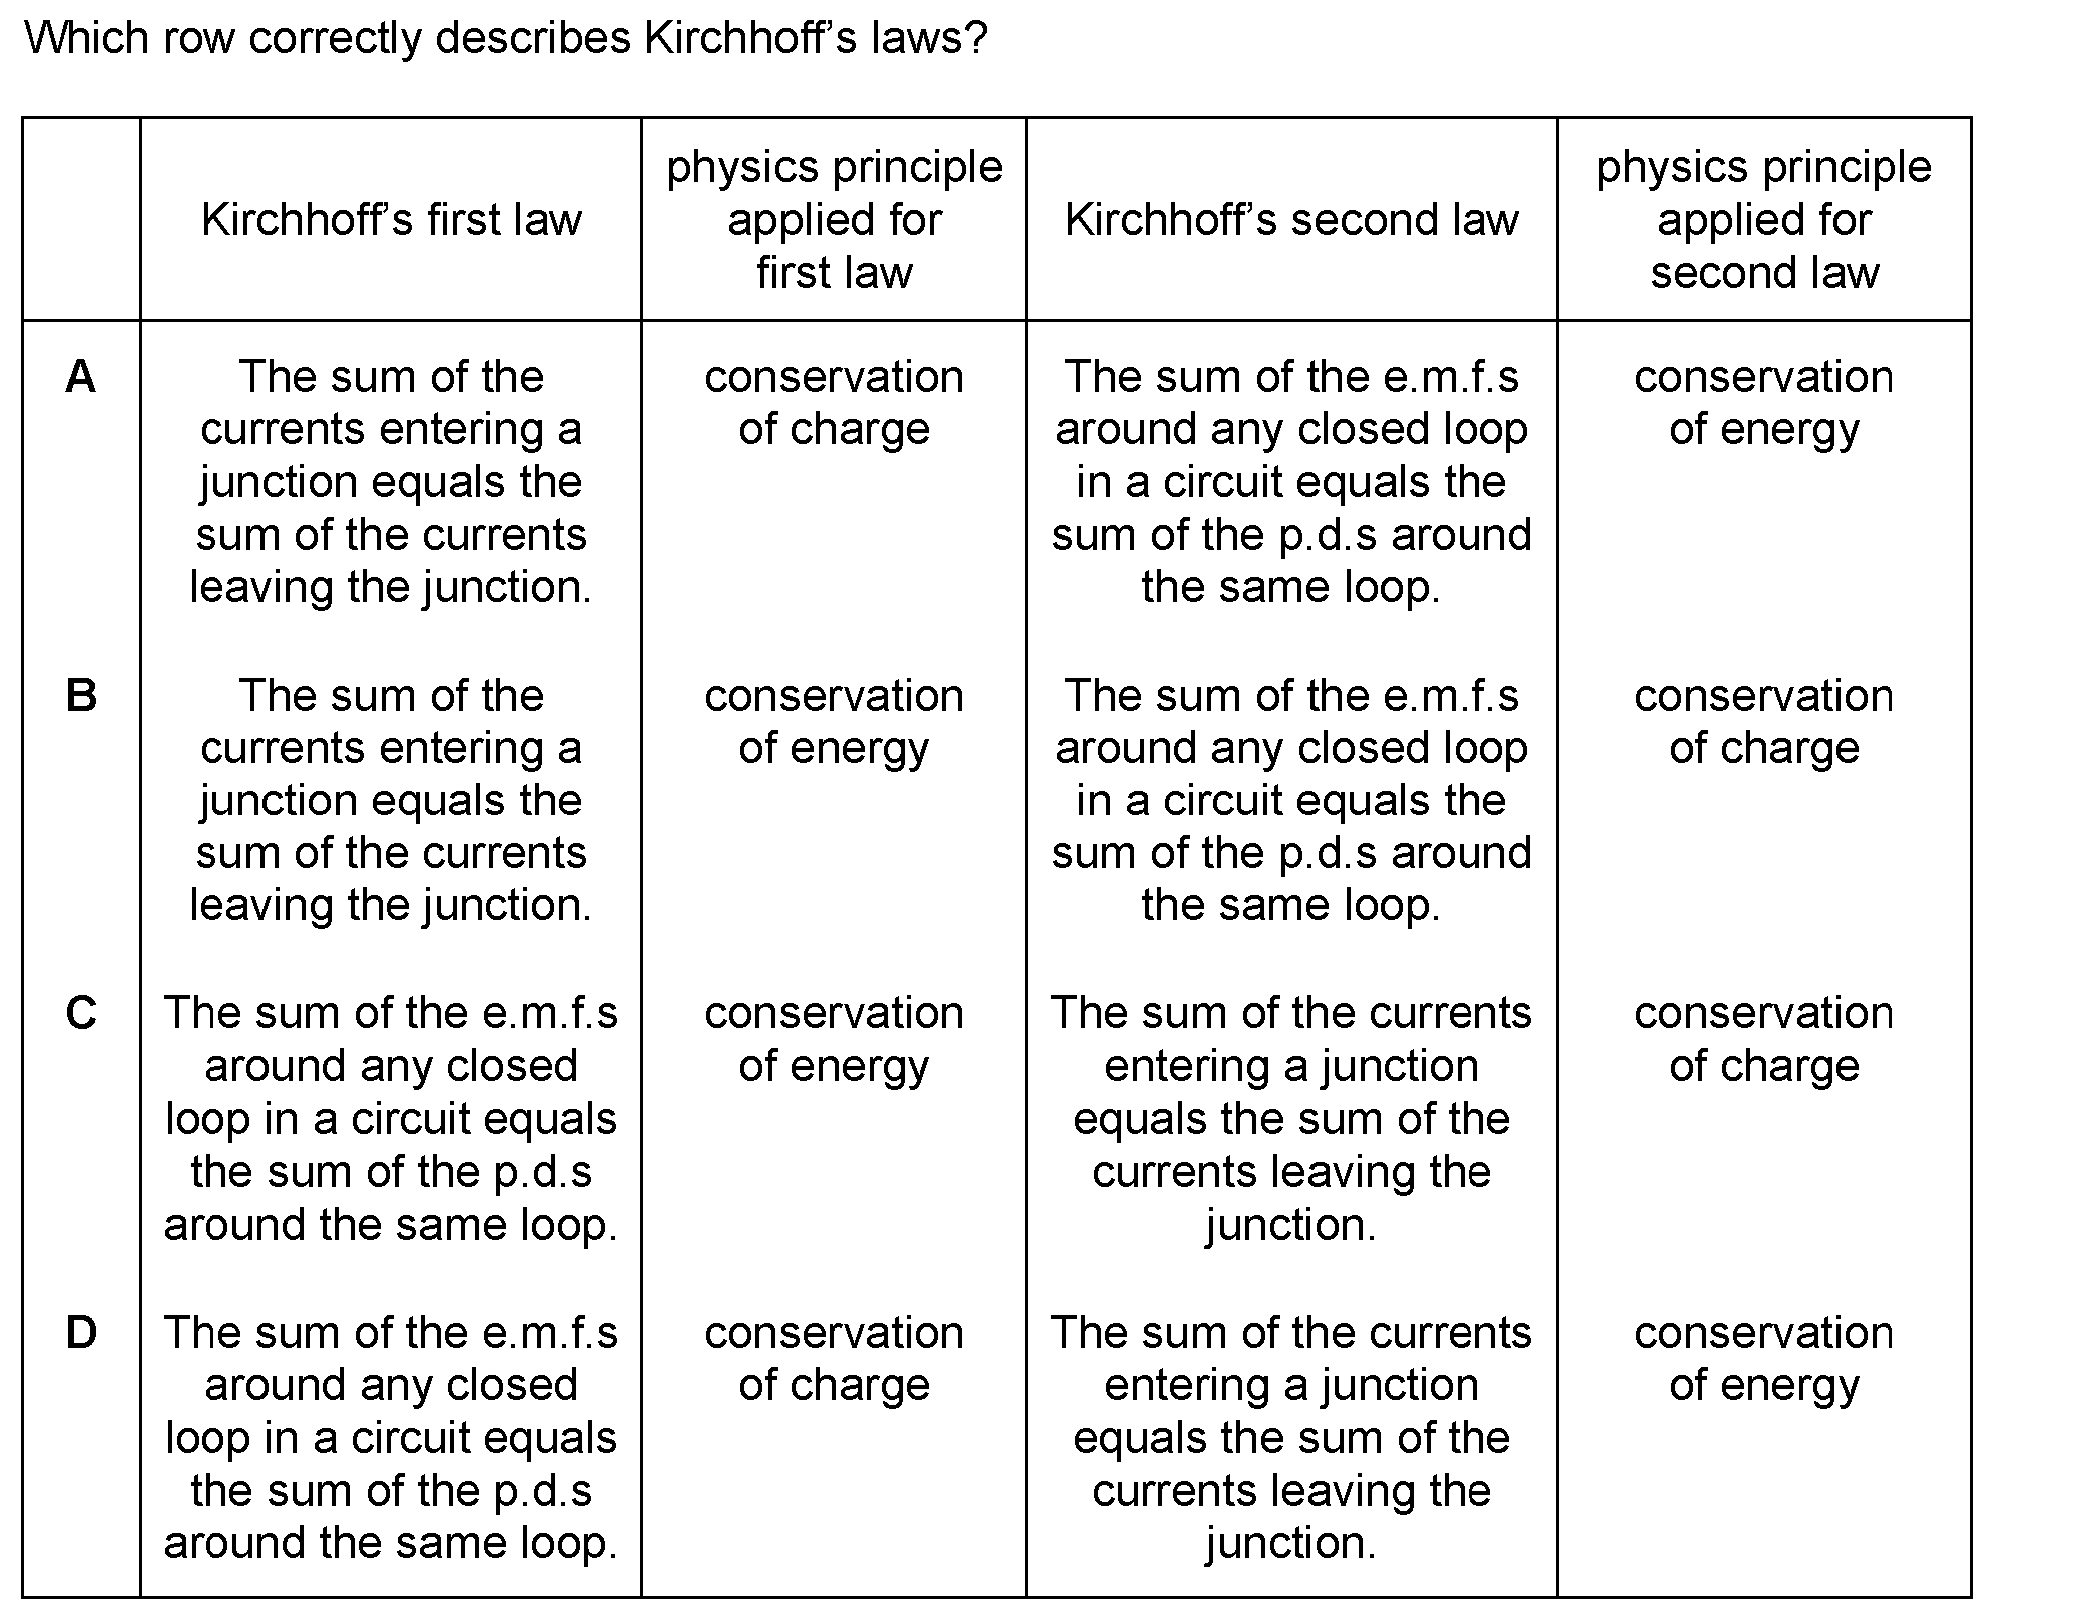 Which row correctly describes Kirchhoff’s laws?
Kirchhoff’s first law
physics principle
applied for
first law
Kirchhoff’s second law
physics principle
applied for
second law
A
The sum of the
currents entering a
junction equals the
sum of the currents
leaving the junction.
conservation
of charge
The sum of the e.m.f.s
around any closed loop
in a circuit equals the
sum of the p.d.s around
the same loop.
conservation
of energy
B
The sum of the
currents entering a
junction equals the
sum of the currents
leaving the junction.
conservation
of energy
The sum of the e.m.f.s
around any closed loop
in a circuit equals the
sum of the p.d.s around
the same loop.
conservation
of charge
C
The sum of the e.m.f.s
around any closed
loop in a circuit equals
the sum of the p.d.s
around the same loop.
conservation
of energy
The sum of the currents
entering a junction
equals the sum of the
currents leaving the
junction.
conservation
of charge
D
The sum of the e.m.f.s
around any closed
loop in a circuit equals
the sum of the p.d.s
around the same loop.
conservation
of charge
The sum of the currents
entering a junction
equals the sum of the
currents leaving the
junction.
conservation
of energy